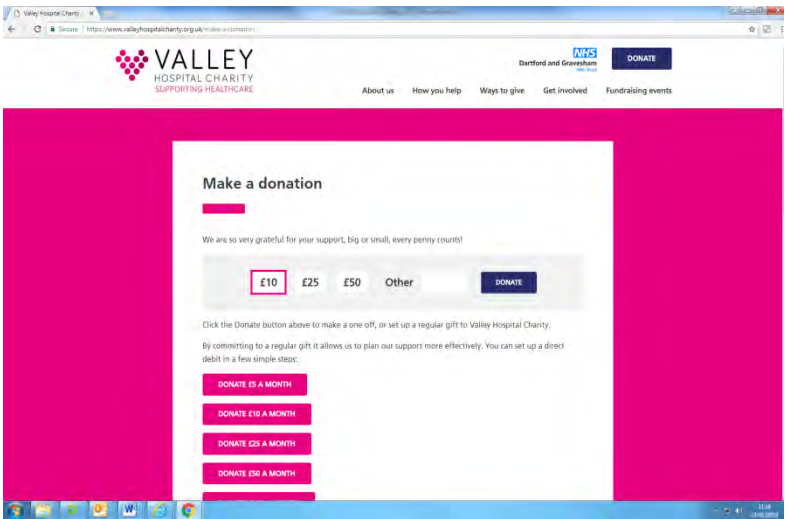 Valley Hospital Charity
Secure | https://www.valleyhospitalcharity.org.uk/make-a-donation
VALLEY
HOSPITAL CHARITY
SUPPORTING HEALTHCARE
NHS
Dartford and Gravesham
NHS Trust
DONATE
About us How you help Ways to give Get involved Fundraising events
Make a donation
We are so very grateful for your support, big or small, every penny counts!
£10 £25 £50 Other DONATE
Click the Donate button above to make a one off, or set up a regular gift to Valley Hospital Charity.
By committing to a regular gift it allows us to plan our support more effectively. You can set up a direct
debit in a few simple steps:
DONATE £5 A MONTH
DONATE £10 A MONTH
DONATE £25 A MONTH
DONATE £50 A MONTH